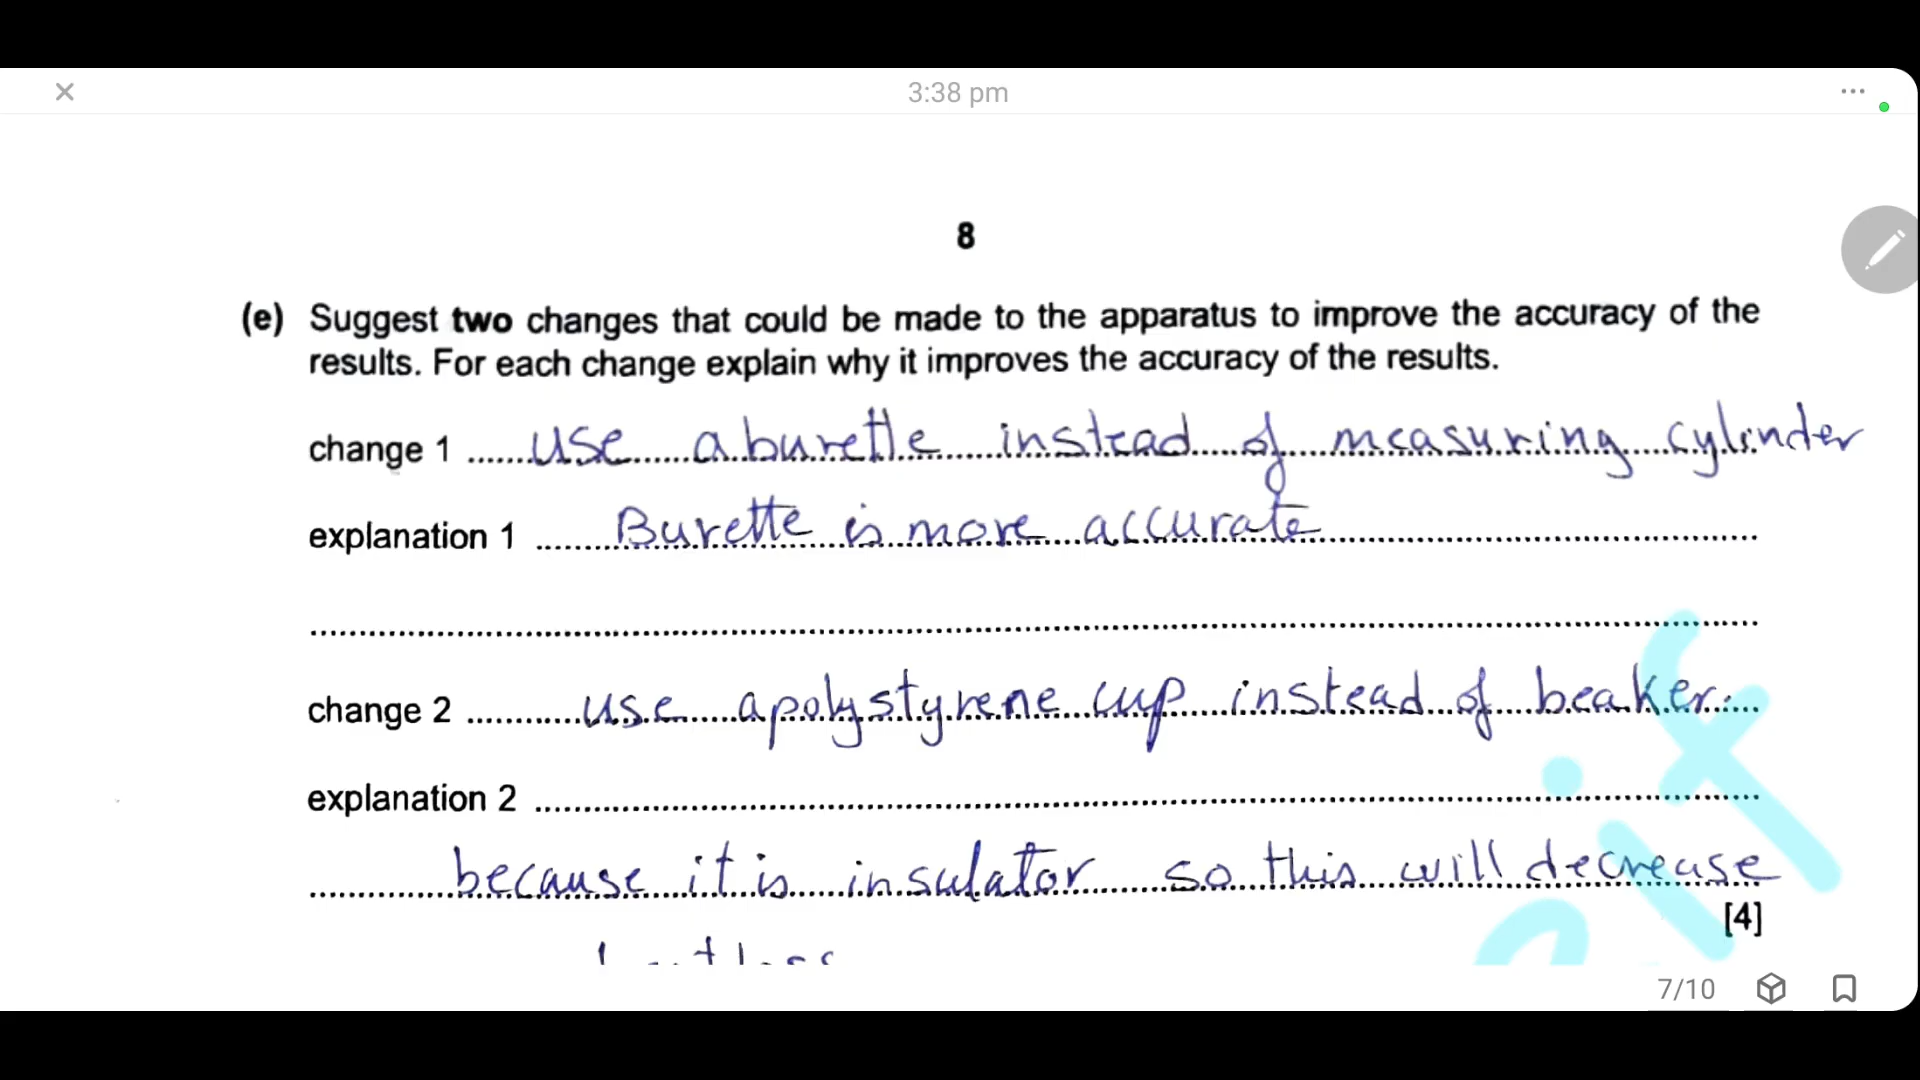 3:38 pm
8
(e) Suggest two changes that could be made to the apparatus to improve the accuracy of the
results. For each change explain why it improves the accuracy of the results.
change 1 ...... use a burette instead of measuring cylinder
explanation 1 ........ Burette is more accurate
change 2 ........... use a polystyrene cup instead of beaker.
explanation 2
because it is insulator so this will decrease
[4]
7/10